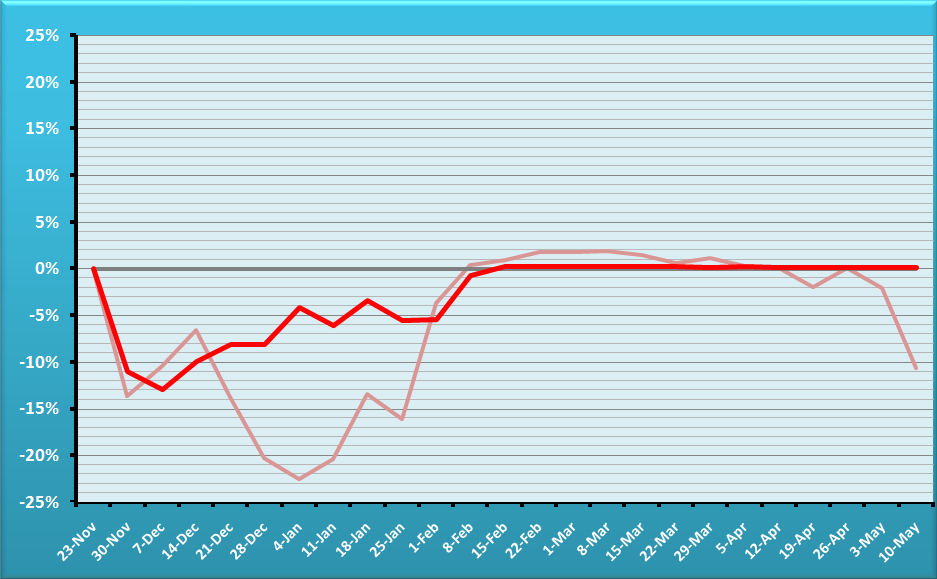 25%
20%
15%
10%
5%
0%
-5%
-10%
-15%
-20%
-25%
23-Nov
30-Nov
7-Dec
14-Dec
21-Dec
28-Dec
4-Jan
11-Jan
18-Jan
25-Jan
1-Feb
8-Feb
15-Feb
22-Feb
1-Mar
8-Mar
15-Mar
22-Mar
29-Mar
5-Apr
12-Apr
19-Apr
26-Apr
3-May
10-May